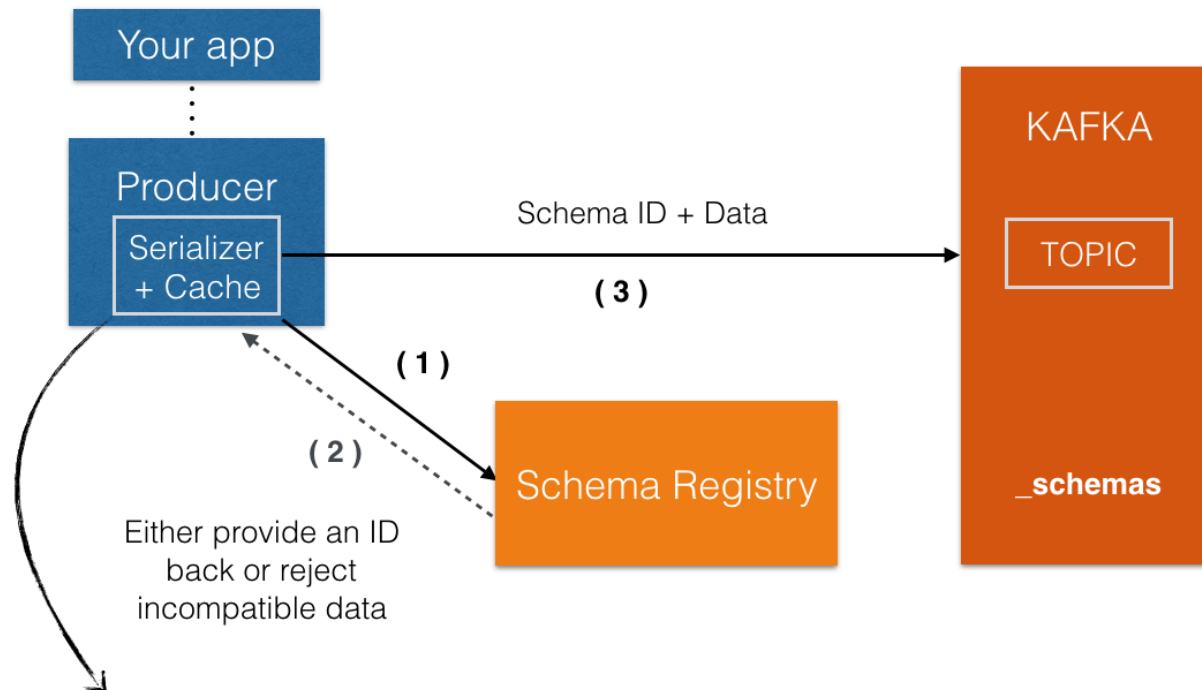 Your app
Producer
Serializer
+ Cache
Schema ID + Data
( 3 )
KAFKA
TOPIC
( 1 )
( 2 )
Schema Registry
_schemas
Either provide an ID
back or reject
incompatible data